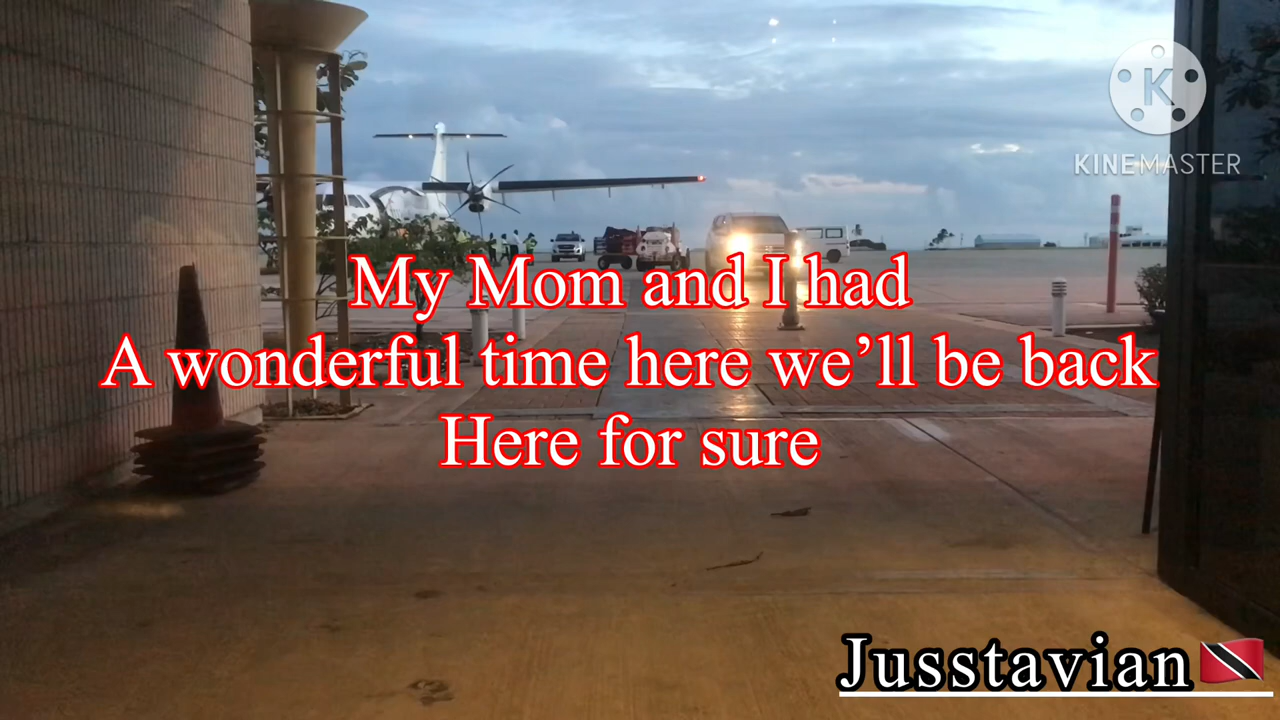 K
KINEMASTER
My Mom and I had
A wonderful time here we’ll be back
Here for sure
Jusstavian🇹🇹